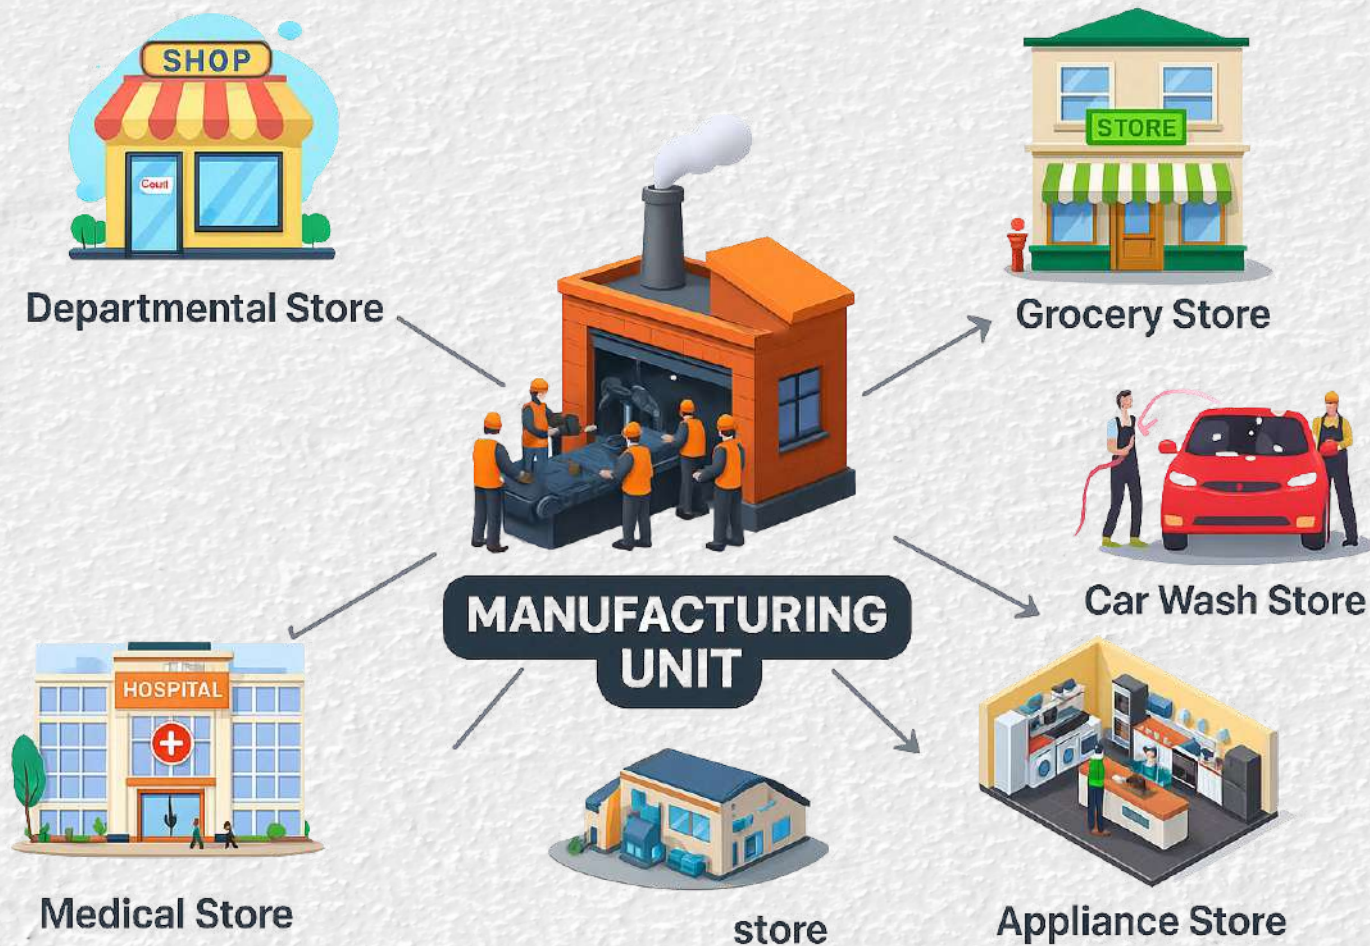 SHOP
Departmental Store
STORE
Grocery Store
Car Wash Store
MANUFACTURING
UNIT
HOSPITAL
Medical Store
store
Appliance Store